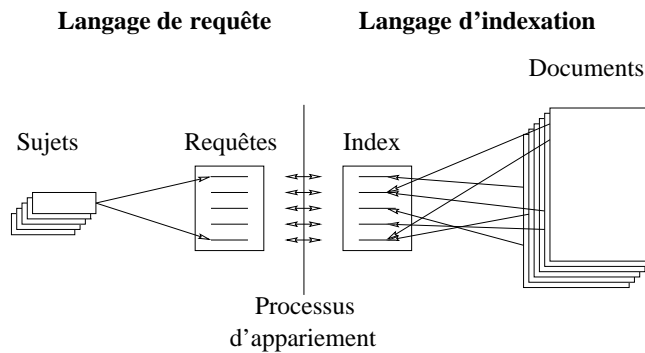 Langage de requête
Langage d'indexation
Documents
Sujets
Requêtes
Index
Processus
d'appariement